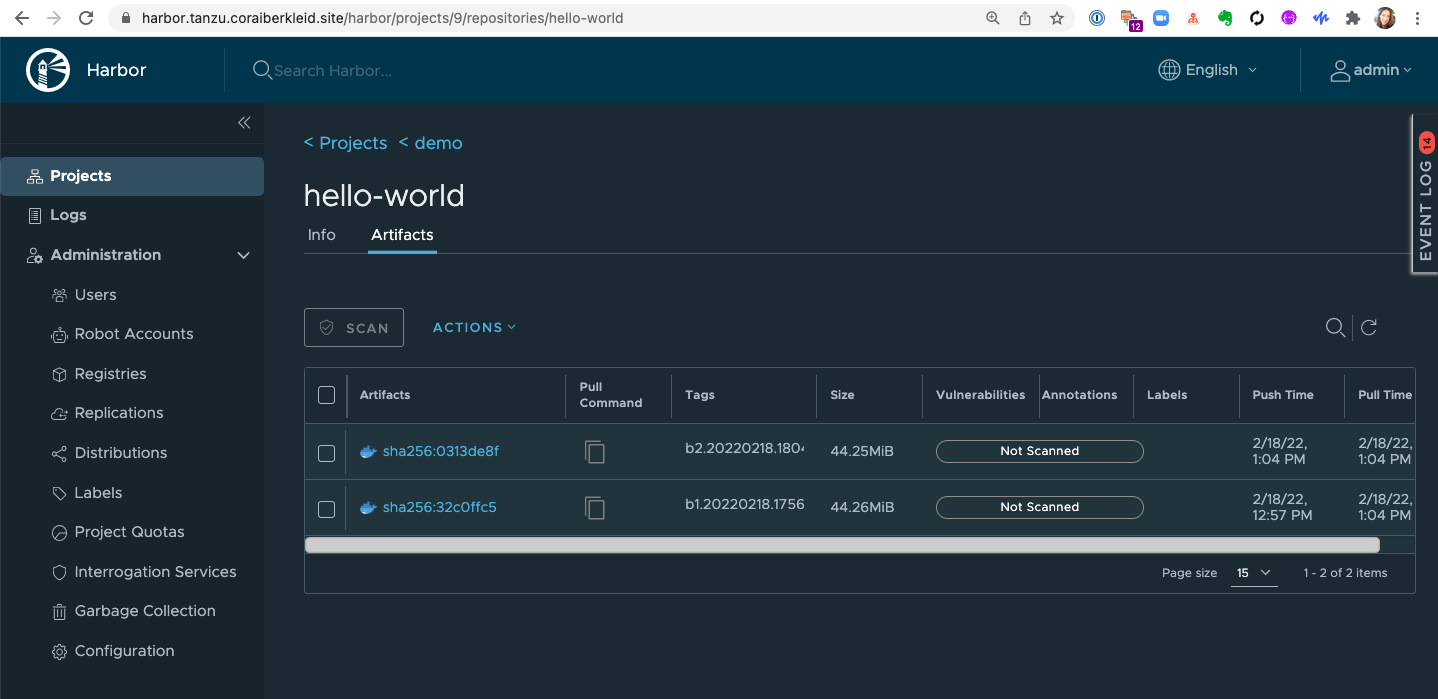 harbor.tanzu.coraiberkleid.site/harbor/projects/9/repositories/hello-world
12
Harbor
Search Harbor...
English
admin
Projects
Logs
Administration
Users
Robot Accounts
Registries
Replications
Distributions
Labels
Project Quotas
Interrogation Services
Garbage Collection
Configuration
< Projects < demo
hello-world
Info Artifacts
SCAN ACTIONS
Artifacts Pull Command Tags Size Vulnerabilities Annotations Labels Push Time Pull Time
sha256:0313de8f b2.20220218.1804 44.25MiB Not Scanned 2/18/22, 1:04 PM 2/18/22, 1:04 PM
sha256:32c0ffc5 b1.20220218.1756 44.26MiB Not Scanned 2/18/22, 12:57 PM 2/18/22, 1:04 PM
Page size 15 1 - 2 of 2 items
EVENT LOG 14